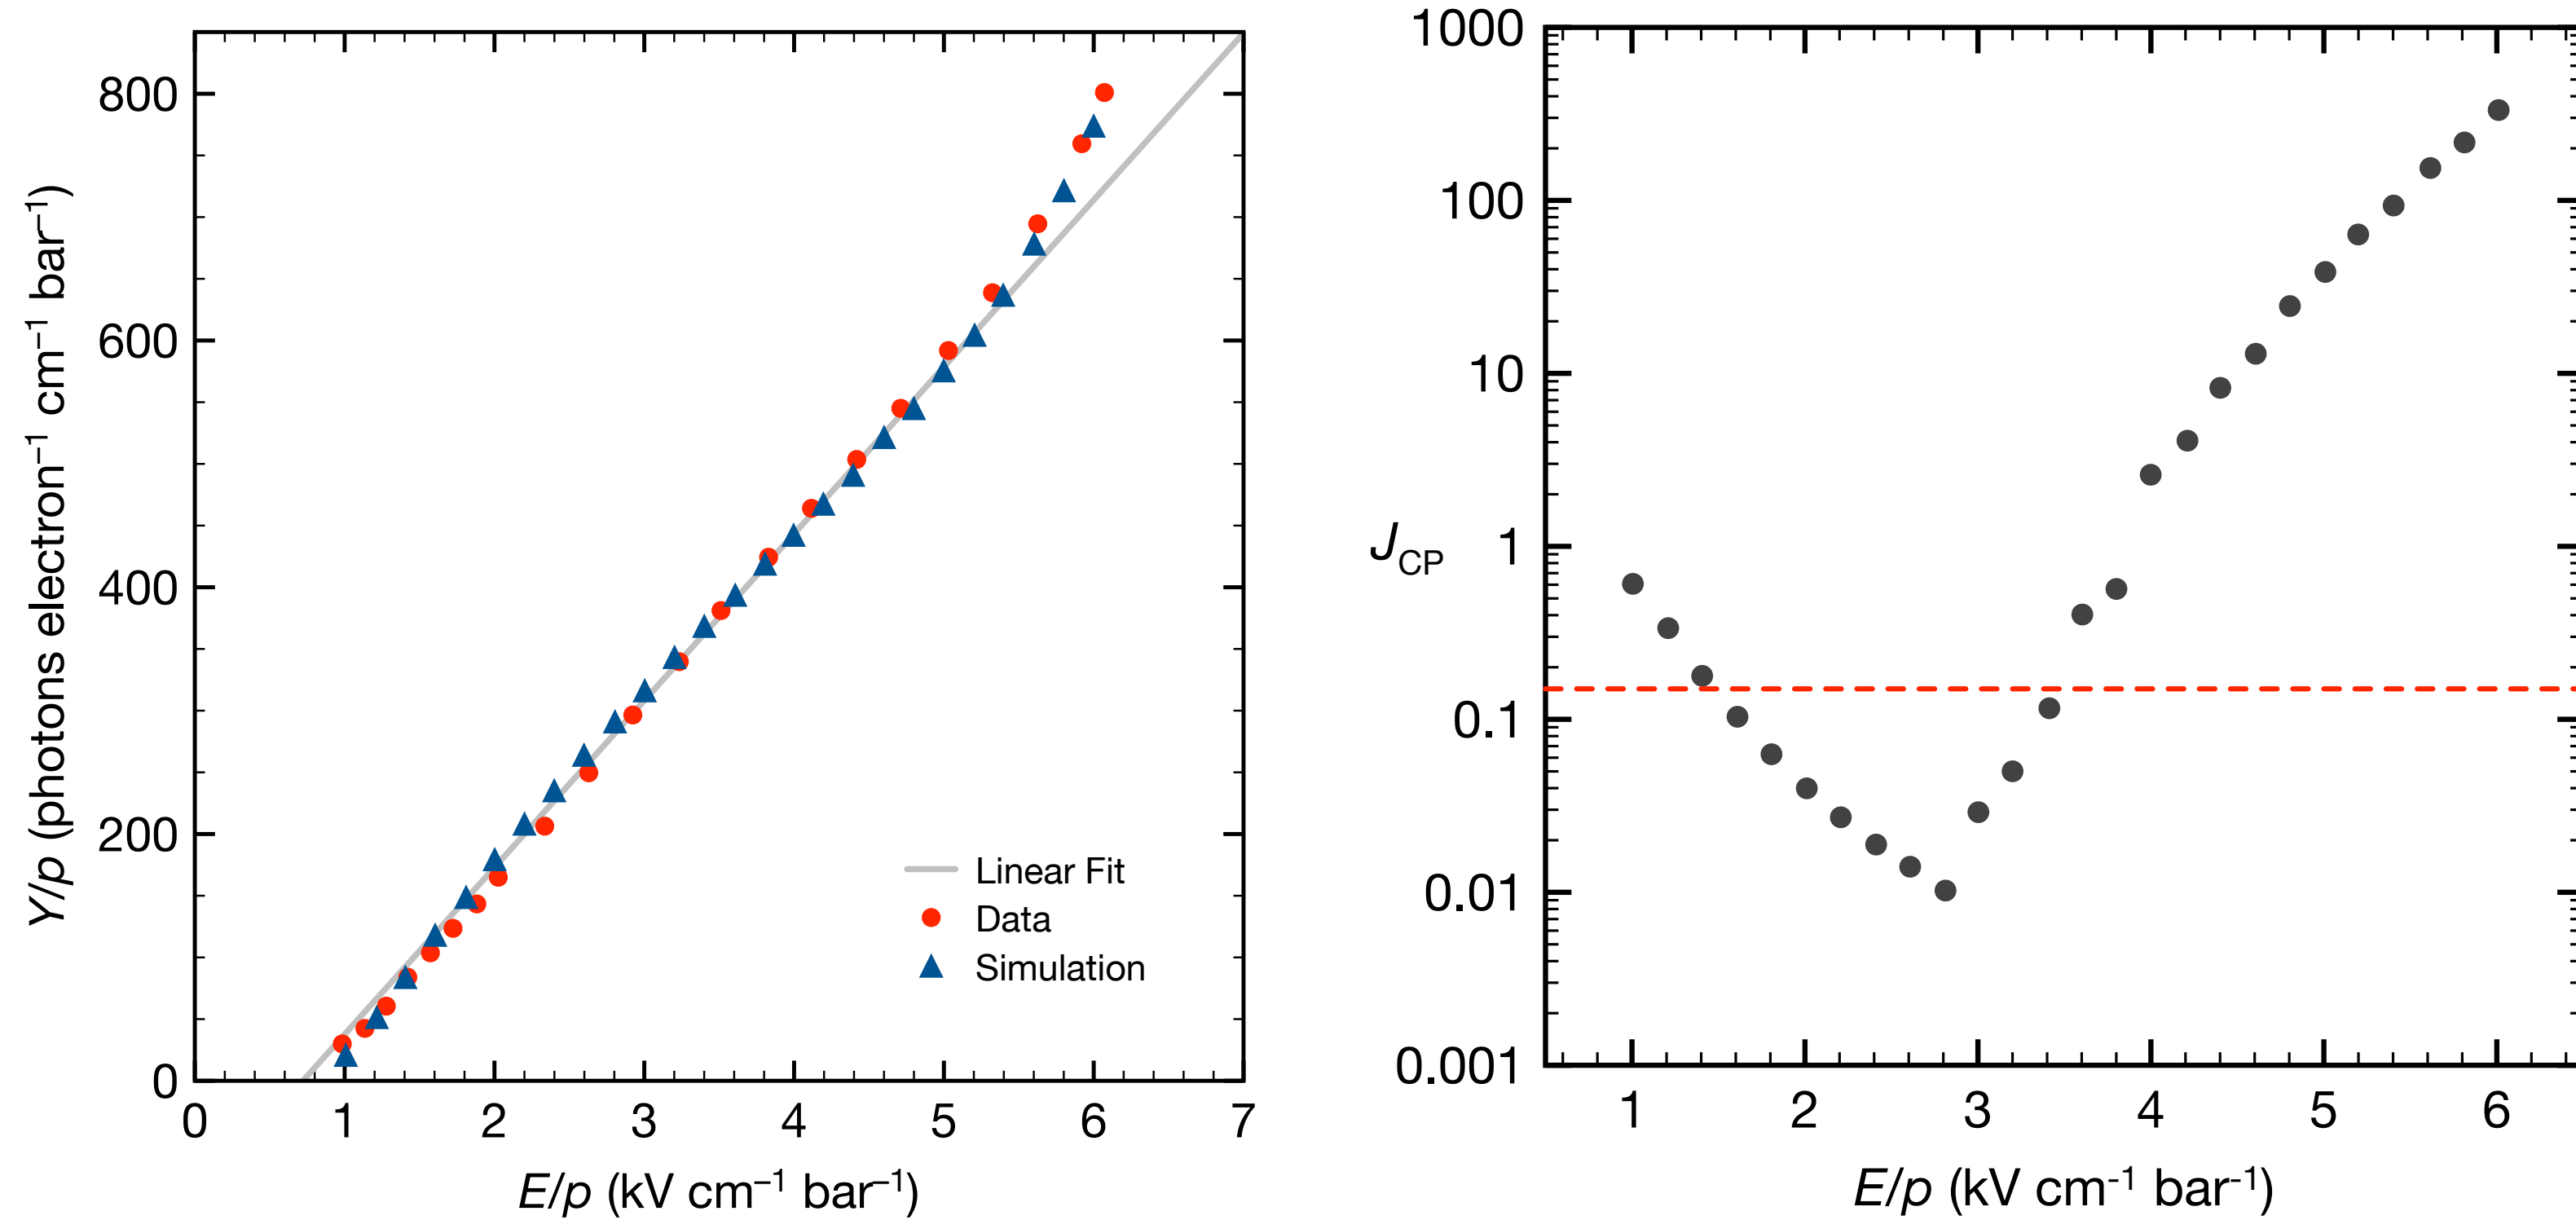 800
600
400
200
0
Y/p (photons electron⁻¹ cm⁻¹ bar⁻¹)
Linear Fit
Data
Simulation
0 1 2 3 4 5 6 7
E/p (kV cm⁻¹ bar⁻¹)
1000
100
10
1
0.1
0.01
0.001
J_CP
1 2 3 4 5 6
E/p (kV cm⁻¹ bar⁻¹)